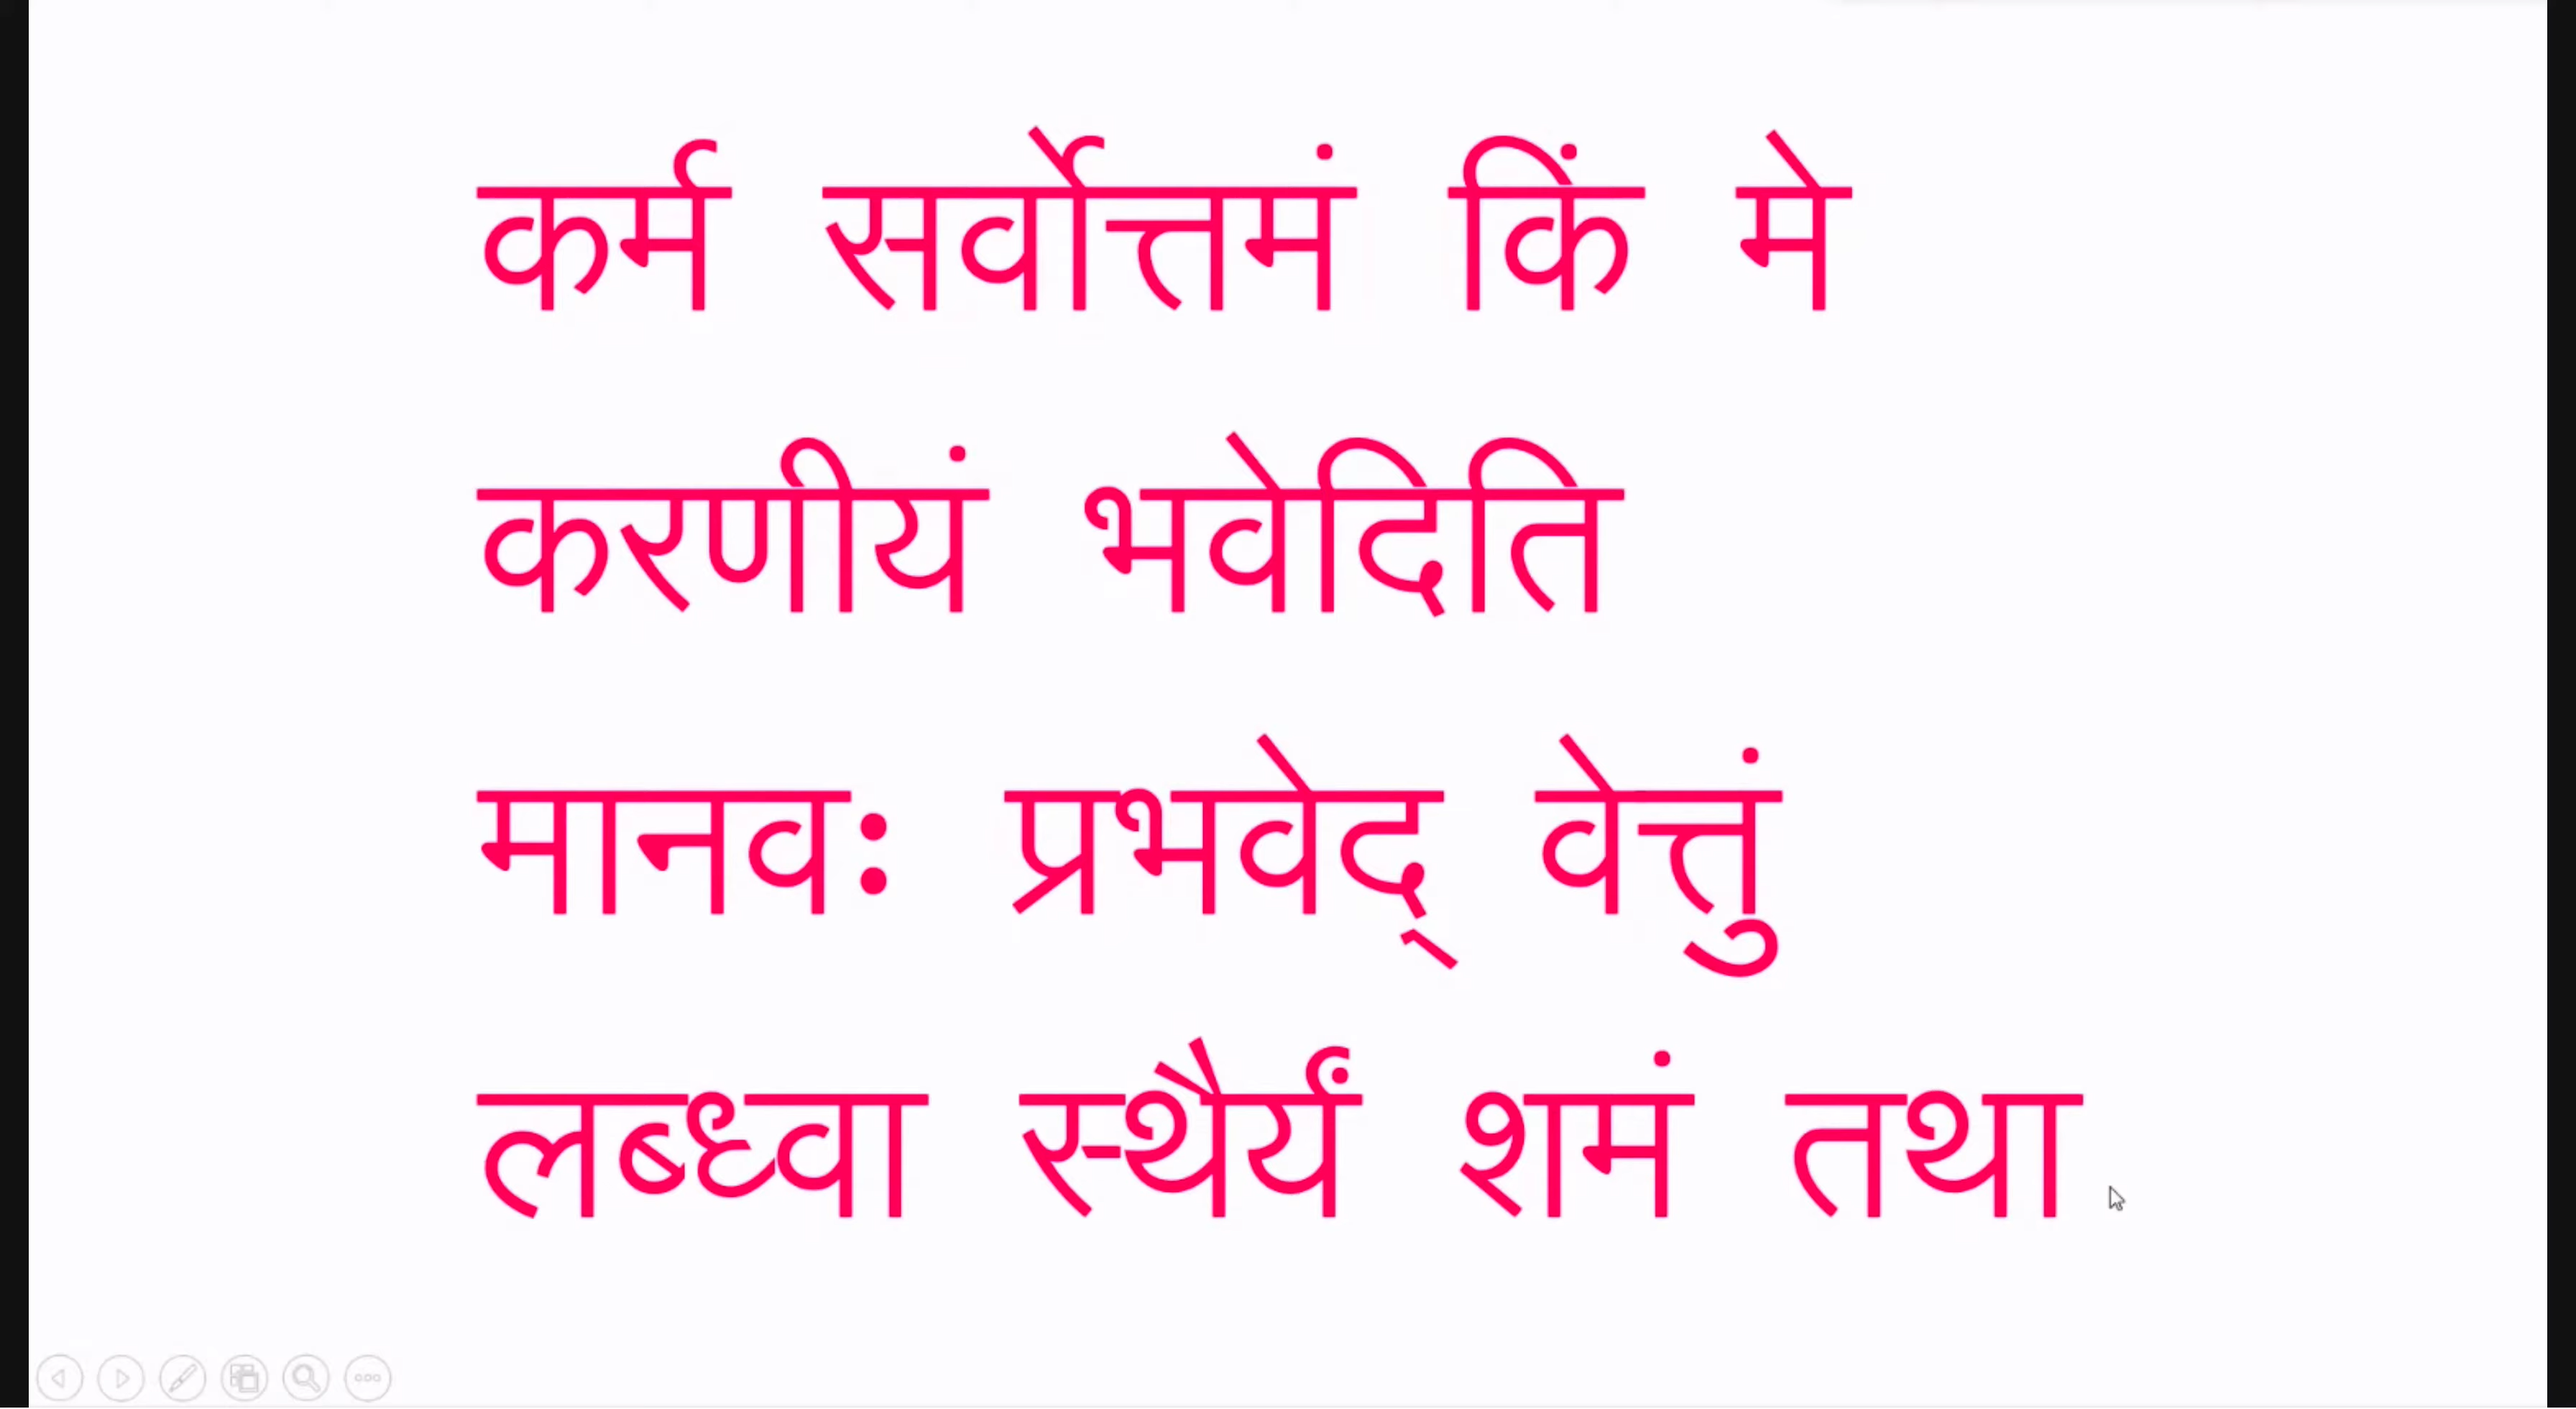 कर्म सर्वोत्तमं किं मे
करणीयं भवेदिति
मानवः प्रभवेद् वेत्तुं
लब्ध्वा स्थैर्यं शमं तथा